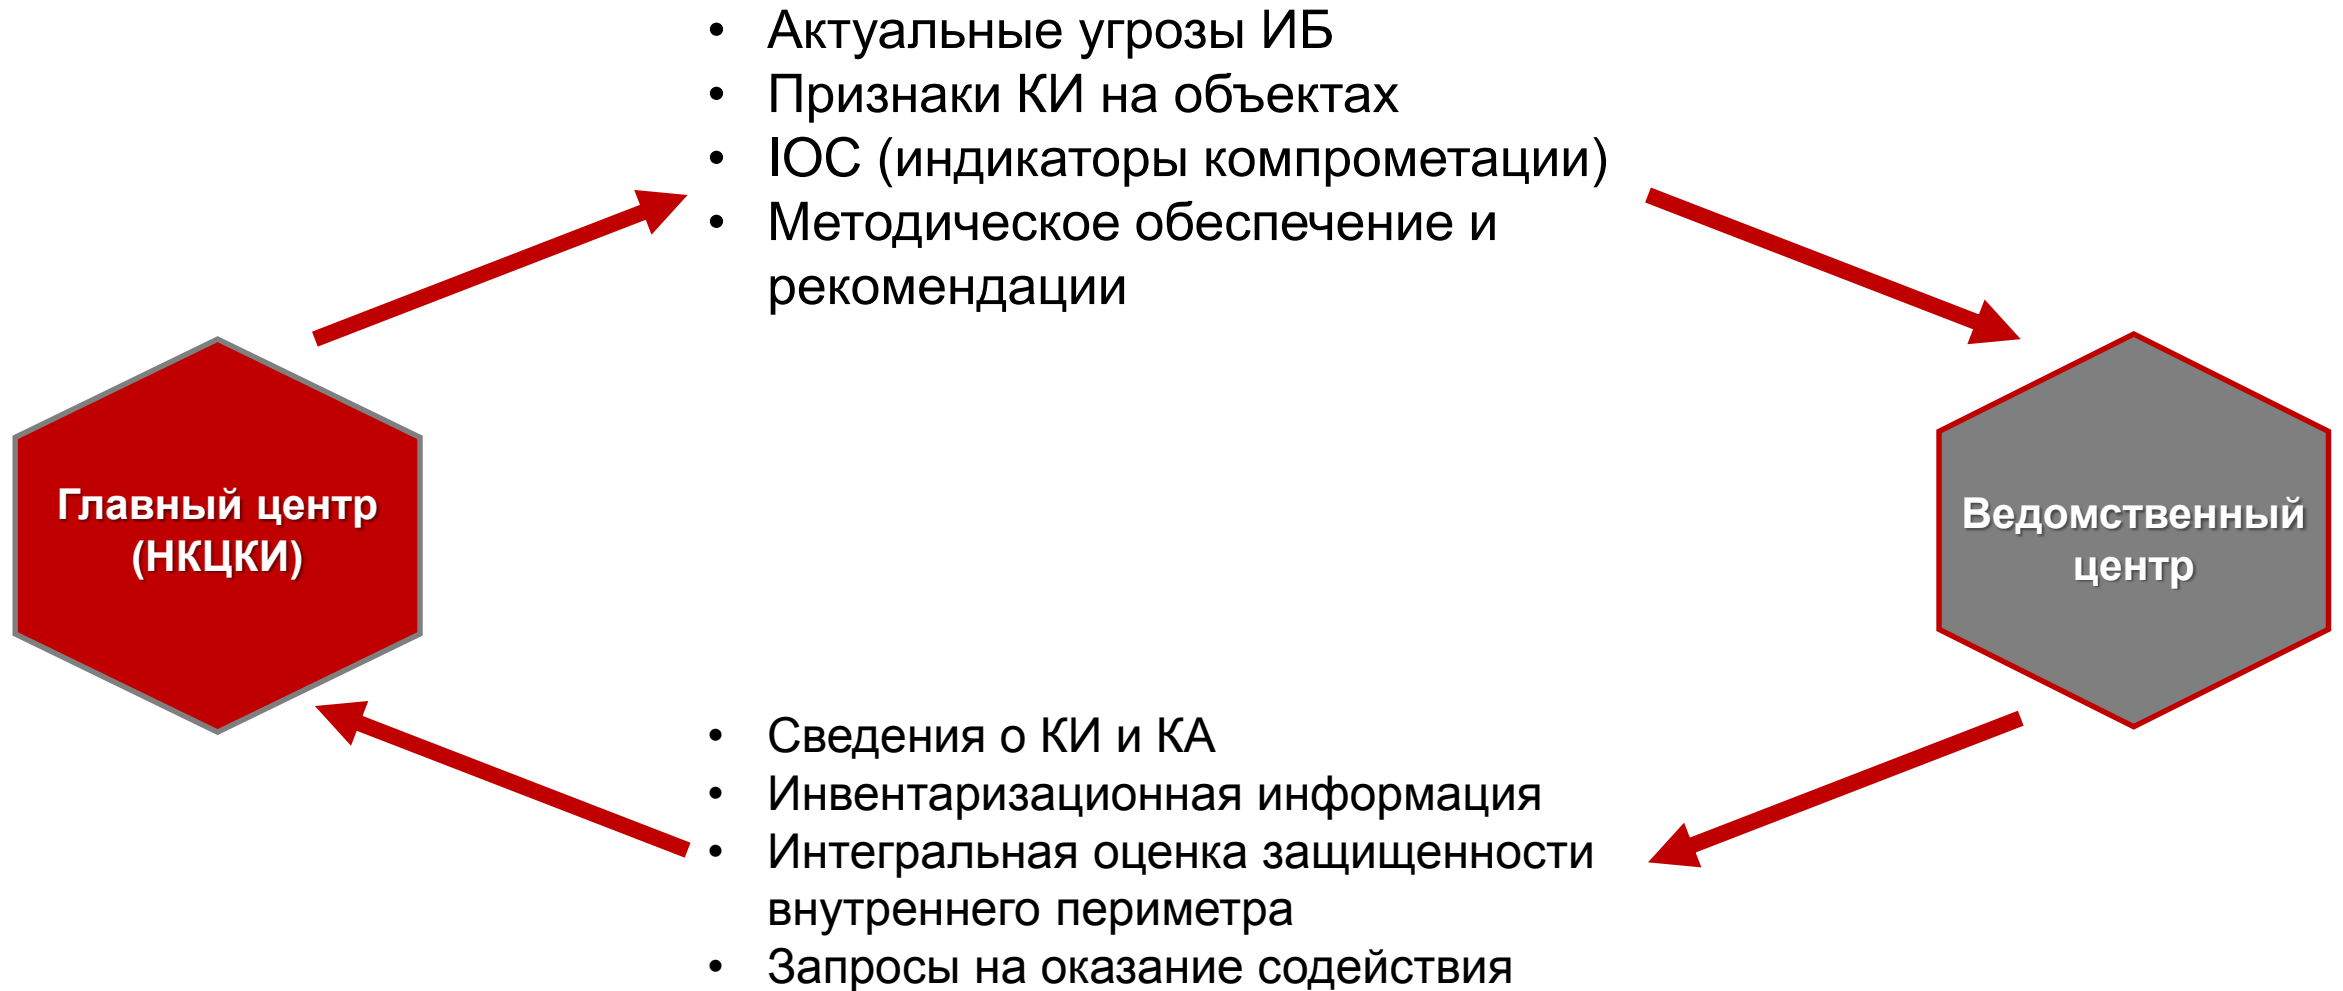 • Актуальные угрозы ИБ
• Признаки КИ на объектах
• IOC (индикаторы компрометации)
• Методическое обеспечение и
рекомендации
Главный центр
(НКЦКИ)
Ведомственный
центр
• Сведения о КИ и КА
• Инвентаризационная информация
• Интегральная оценка защищенности
внутреннего периметра
• Запросы на оказание содействия